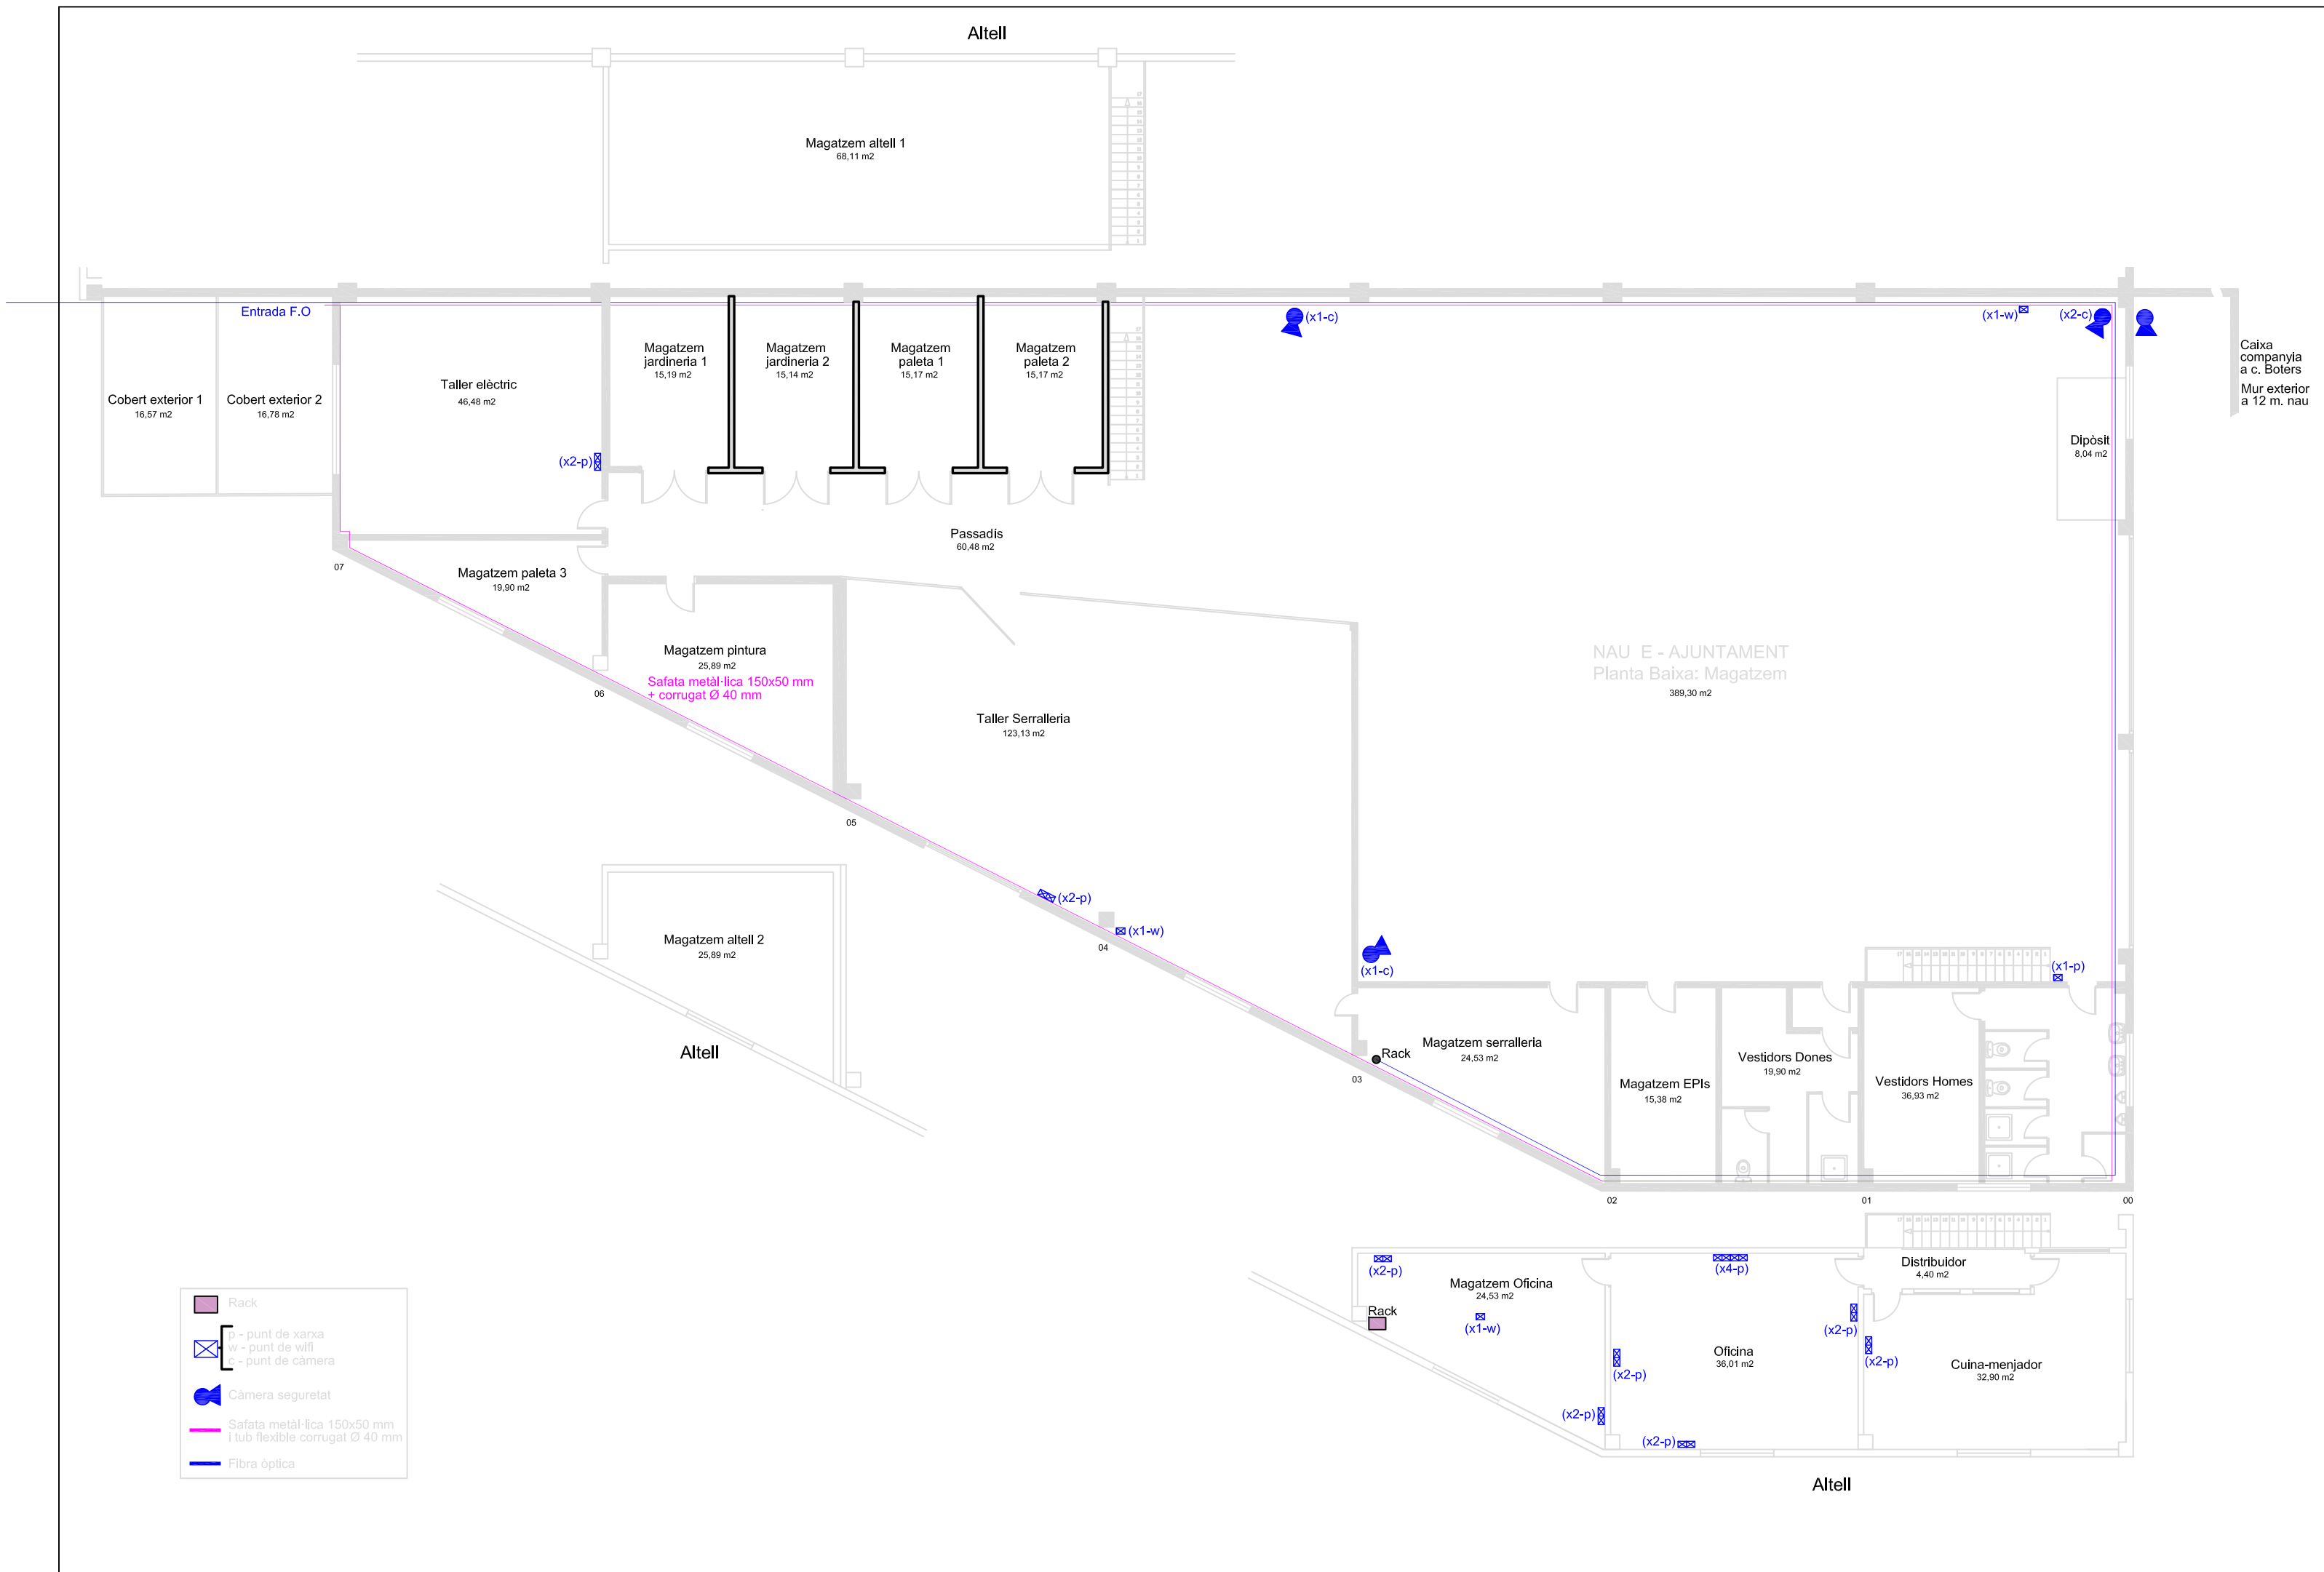 Altell
Magatzem altell 1
68,11 m2
Entrada F.O
(x1-c)
(x1-w)
(x2-c)
Caixa
companyia
a c. Boters
Mur exterior
a 12 m. nau
Cobert exterior 1
16,57 m2
Cobert exterior 2
16,78 m2
Taller elèctric
46,48 m2
Magatzem
jardineria 1
15,19 m2
Magatzem
jardineria 2
15,14 m2
Magatzem
paleta 1
15,17 m2
Magatzem
paleta 2
15,17 m2
Dipòsit
8,04 m2
(x2-p)
Passadís
60,48 m2
07
Magatzem paleta 3
19,90 m2
06
Magatzem pintura
25,89 m2
Safata metàl·lica 150x50 mm
+ corrugat Ø 40 mm
NAU E - AJUNTAMENT
Planta Baixa: Magatzem
389,30 m2
Taller Serralleria
123,13 m2
05
(x2-p)
(x1-w)
04
(x1-c)
(x1-p)
Magatzem altell 2
25,89 m2
Altell
Rack
03
Magatzem serralleria
24,53 m2
Magatzem EPIs
15,38 m2
Vestidors Dones
19,90 m2
Vestidors Homes
36,93 m2
02
01
00
(x2-p)
Magatzem Oficina
24,53 m2
Rack
(x1-w)
(x4-p)
Distribuidor
4,40 m2
(x2-p)
(x2-p)
Oficina
36,01 m2
Cuina-menjador
32,90 m2
(x2-p)
(x2-p)
(x2-p)
Altell
Rack
p - punt de xarxa
w - punt de wifi
c - punt de càmera
Càmera seguretat
Safata metàl·lica 150x50 mm
i tub flexible corrugat Ø 40 mm
Fibra òptica